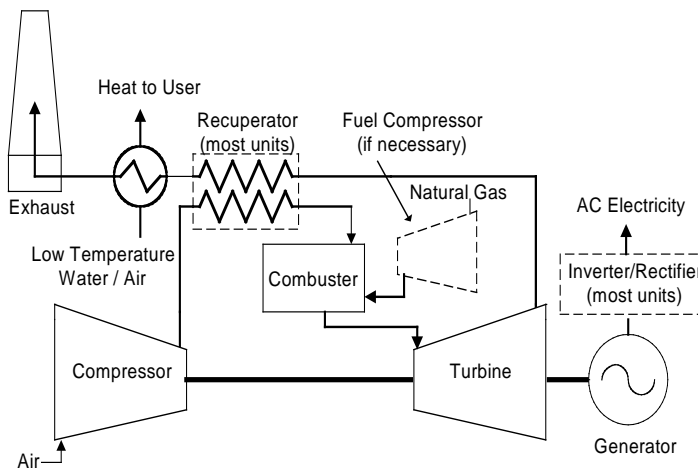 Heat to User
Recuperator
(most units)
Fuel Compressor
(if necessary)
Natural Gas
AC Electricity
Exhaust
Low Temperature
Water / Air
Combuster
Inverter/Rectifier
(most units)
Compressor
Turbine
Generator
Air